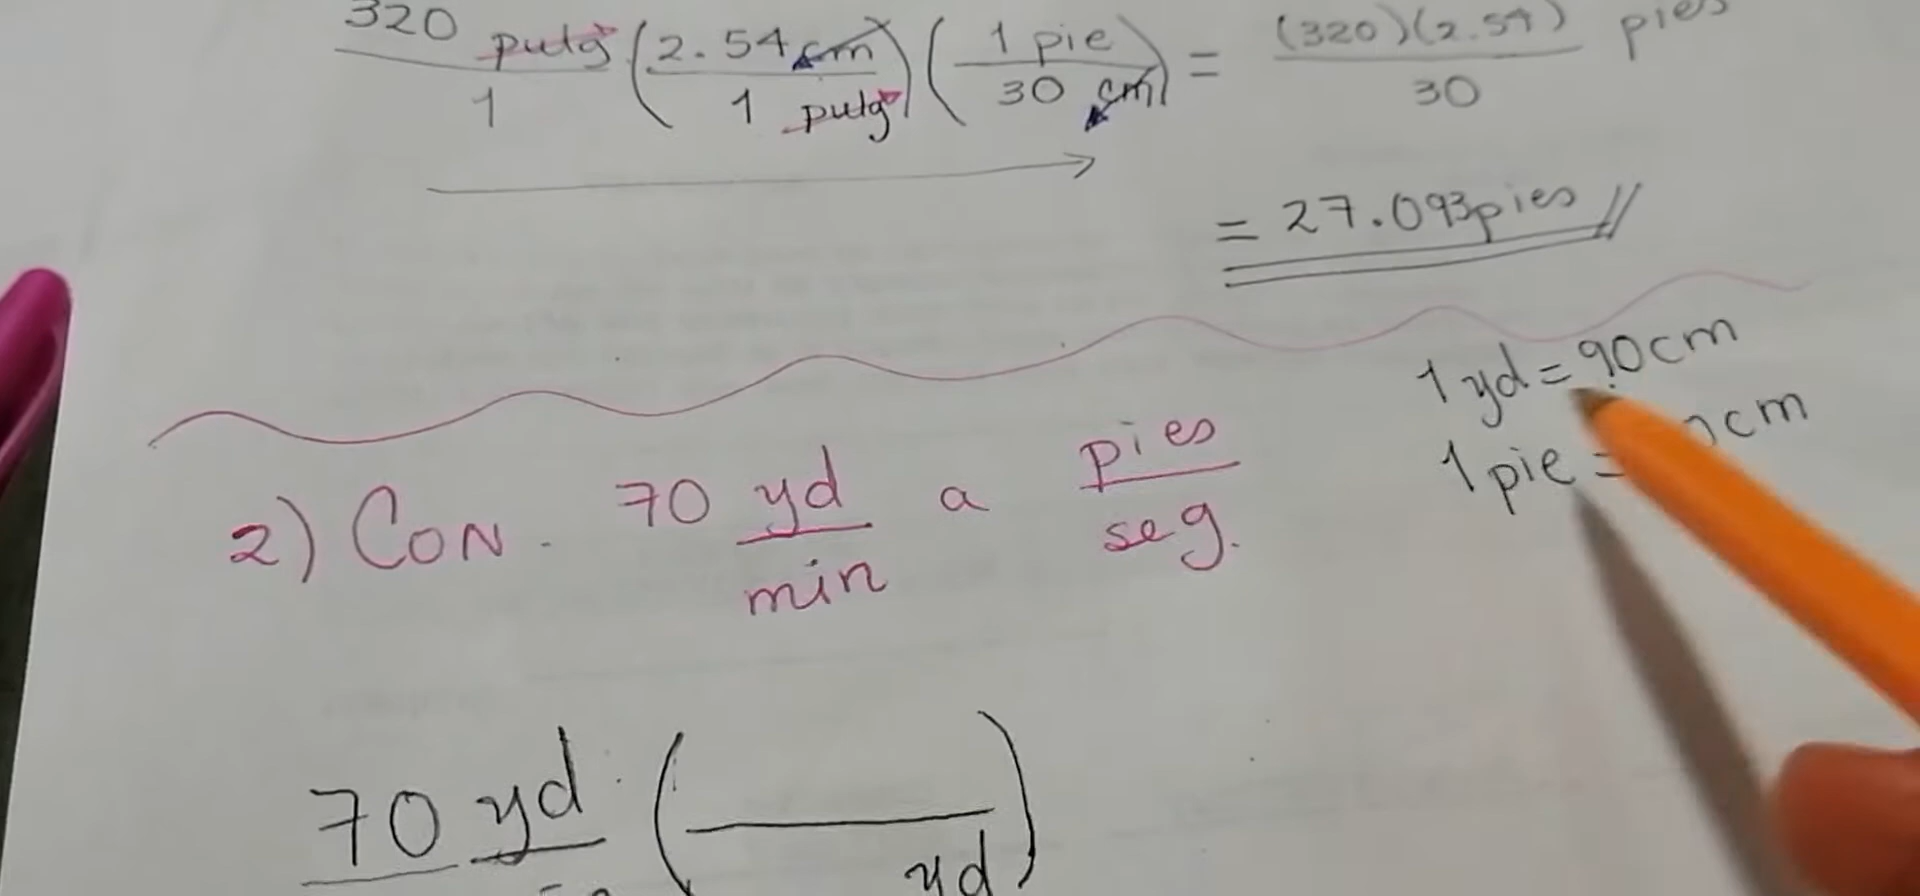 320 pulg (2.54 cm) (1 pie) = (320)(2.54) pies
1 1 pulg 30 cm 30
= 27.093 pies //
1 yd = 90 cm
1 pie = cm
2) CON. 70 yd a pies
min seg.
70 yd ( )
yd